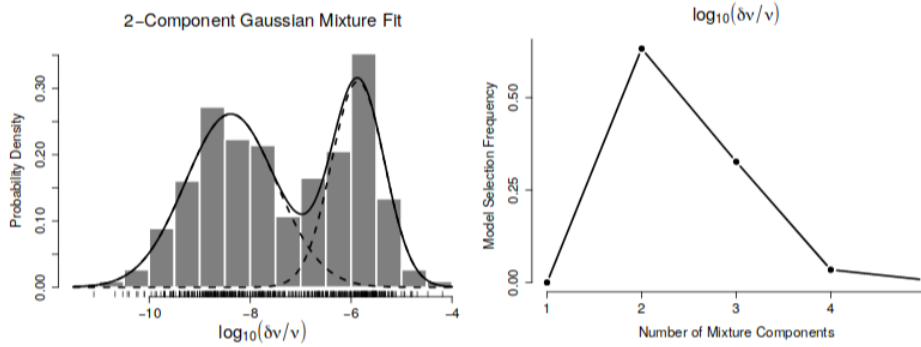 2−Component Gaussian Mixture Fit
Probability Density
0.00 0.10 0.20 0.30
−10 −8 −6 −4
log₁₀(δν/ν)
log₁₀(δν/ν)
Model Selection Frequency
0.00 0.25 0.50
1 2 3 4
Number of Mixture Components